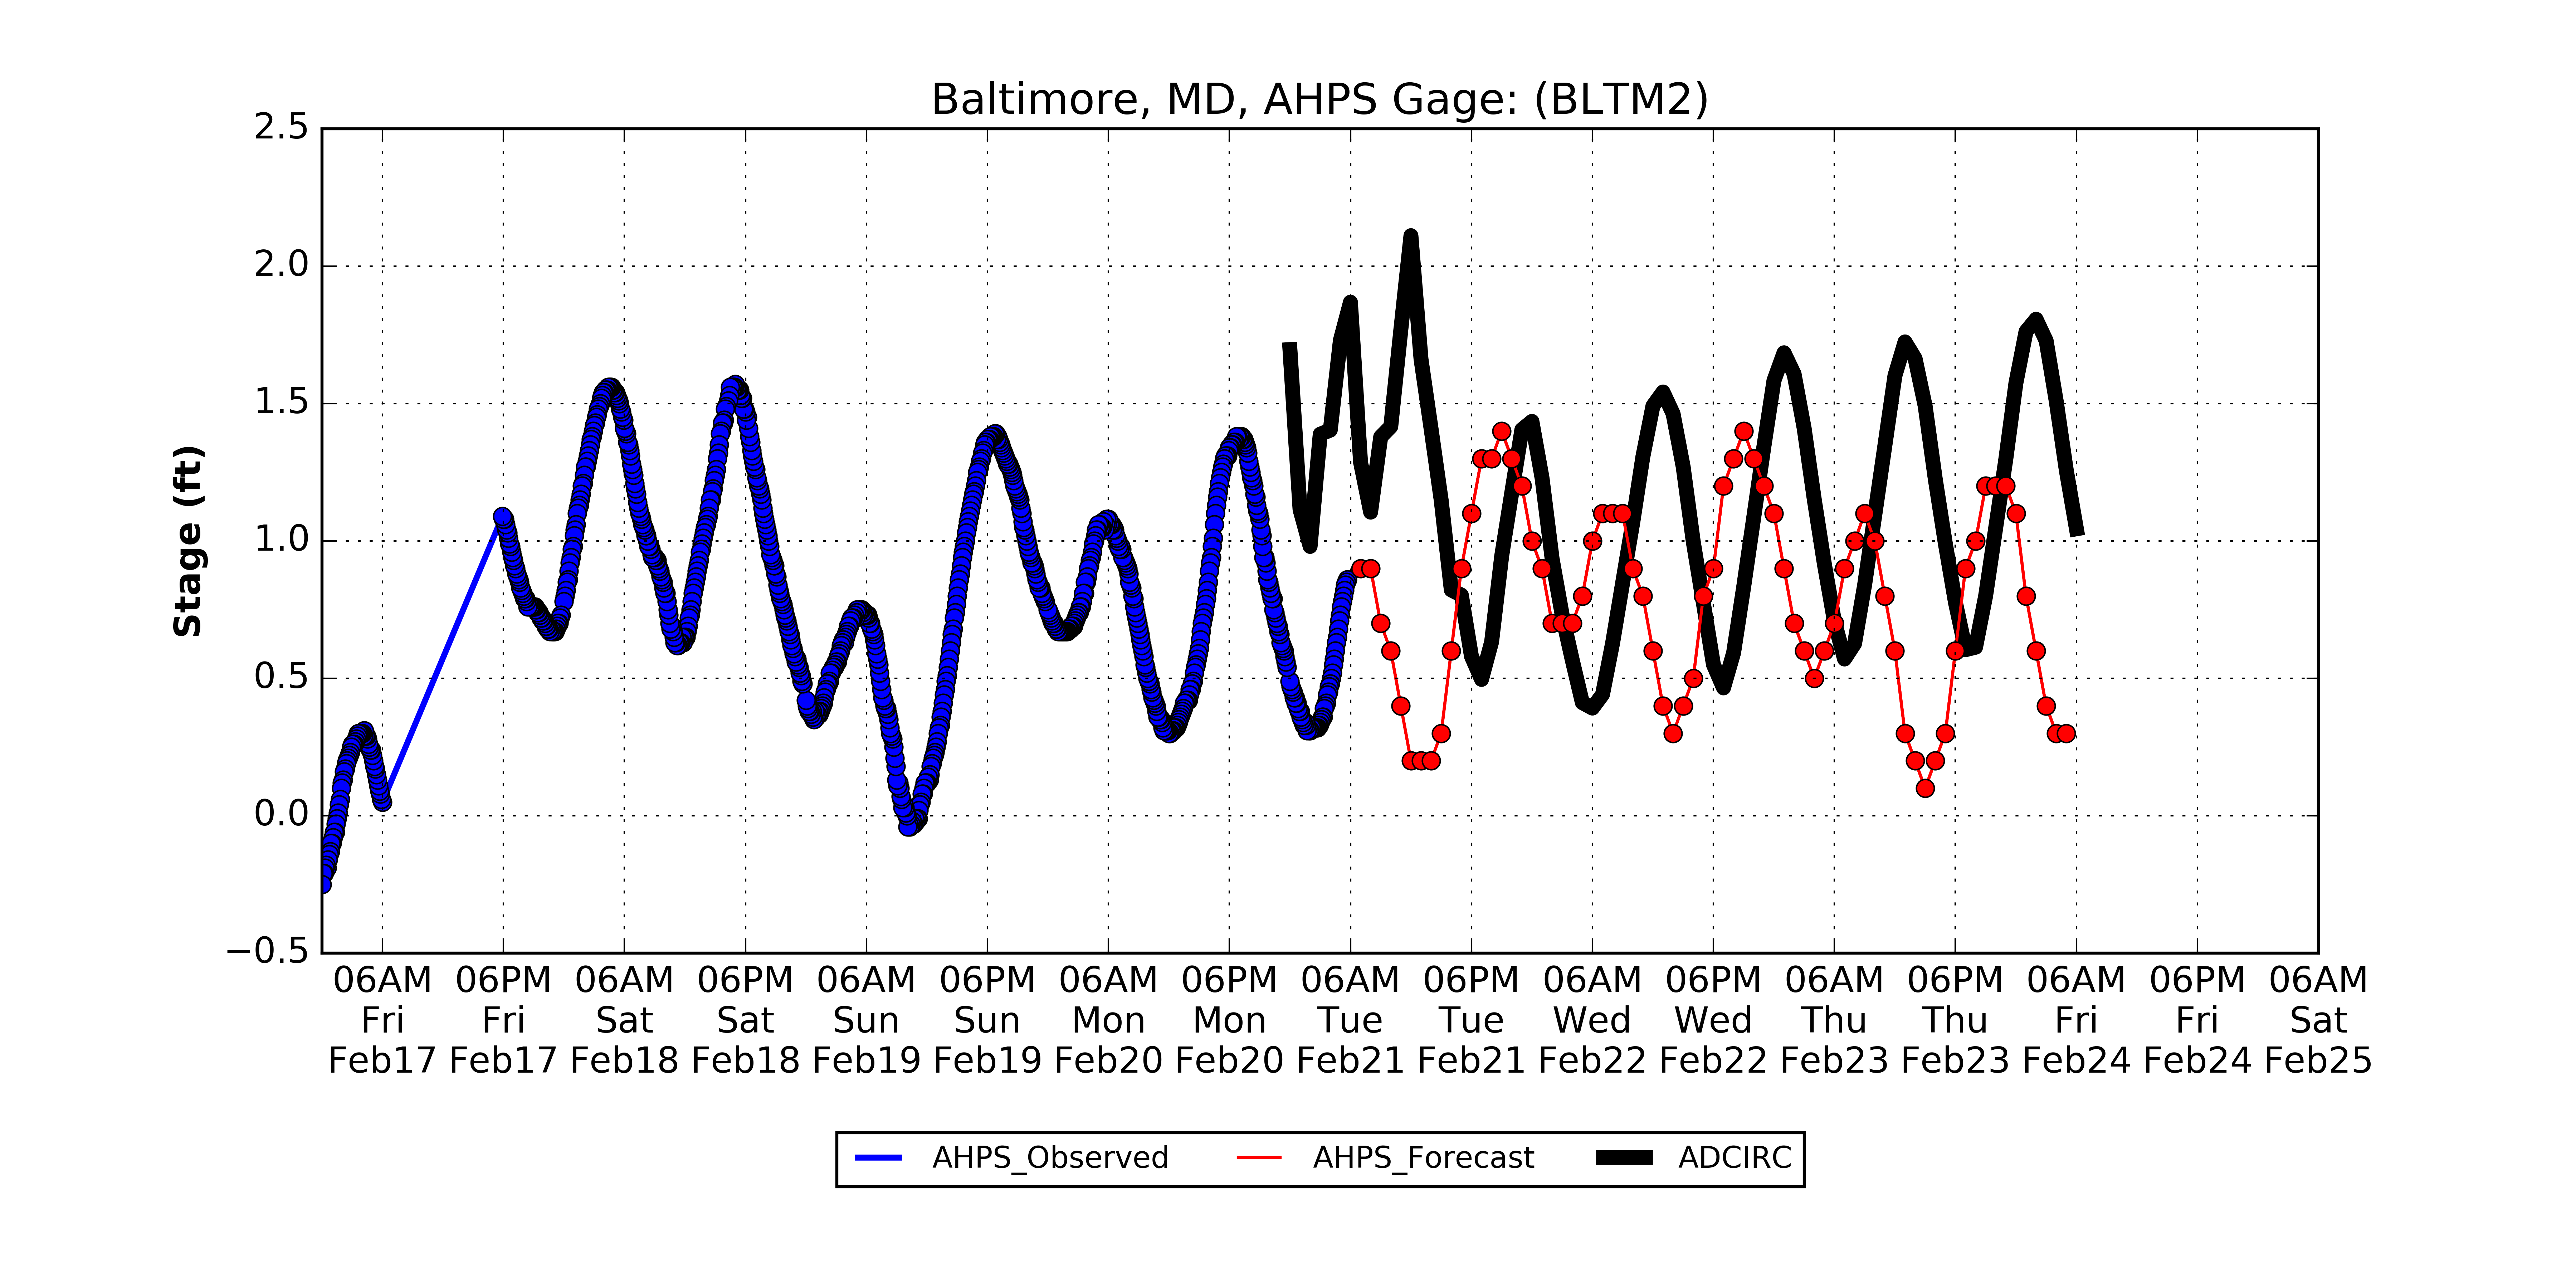 Baltimore, MD, AHPS Gage: (BLTM2)
2.5
2.0
1.5
1.0
0.5
0.0
−0.5
Stage (ft)
06AM 06PM 06AM 06PM 06AM 06PM 06AM 06PM 06AM 06PM 06AM 06PM 06AM 06PM 06AM 06PM 06AM
Fri Fri Sat Sat Sun Sun Mon Mon Tue Tue Wed Wed Thu Thu Fri Fri Sat
Feb17 Feb17 Feb18 Feb18 Feb19 Feb19 Feb20 Feb20 Feb21 Feb21 Feb22 Feb22 Feb23 Feb23 Feb24 Feb24 Feb25
AHPS_Observed AHPS_Forecast ADCIRC